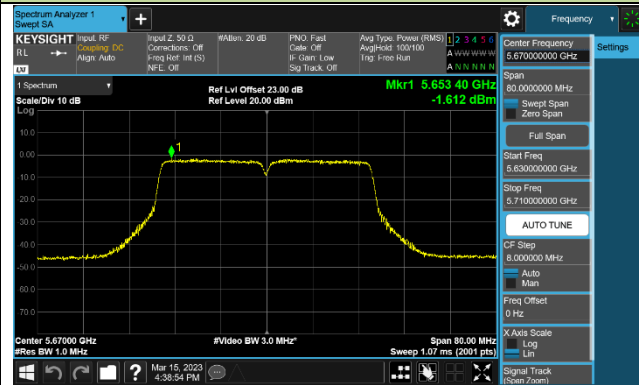 Spectrum Analyzer 1
Swept SA
+
Frequency
KEYSIGHT
RL
Input: RF
Coupling: DC
Align: Auto
Input Z: 50 Ω
Corrections: Off
Freq Ref: Int (S)
NFE: Off
#Atten: 20 dB
PNO: Fast
Gate: Off
IF Gain: Low
Sig Track: Off
Avg Type: Power (RMS)
Avg|Hold: 100/100
Trig: Free Run
1 2 3 4 5 6
A W W W W W
A N N N N N
1 Spectrum
Scale/Div 10 dB
Log
Ref Lvl Offset 23.00 dB
Ref Level 20.00 dBm
Mkr1 5.653 40 GHz
-1.612 dBm
1
10.0
0.00
-10.0
-20.0
-30.0
-40.0
-50.0
-60.0
-70.0
Center 5.67000 GHz
#Res BW 1.0 MHz
#Video BW 3.0 MHz*
Span 80.00 MHz
Sweep 1.07 ms (2001 pts)
?
Mar 15, 2023
4:38:54 PM
Center Frequency
5.670000000 GHz
Span
80.0000000 MHz
Swept Span
Zero Span
Full Span
Start Freq
5.630000000 GHz
Stop Freq
5.710000000 GHz
AUTO TUNE
CF Step
8.000000 MHz
Auto
Man
Freq Offset
0 Hz
X Axis Scale
Log
Lin
Signal Track
(Span Zoom)
Settings